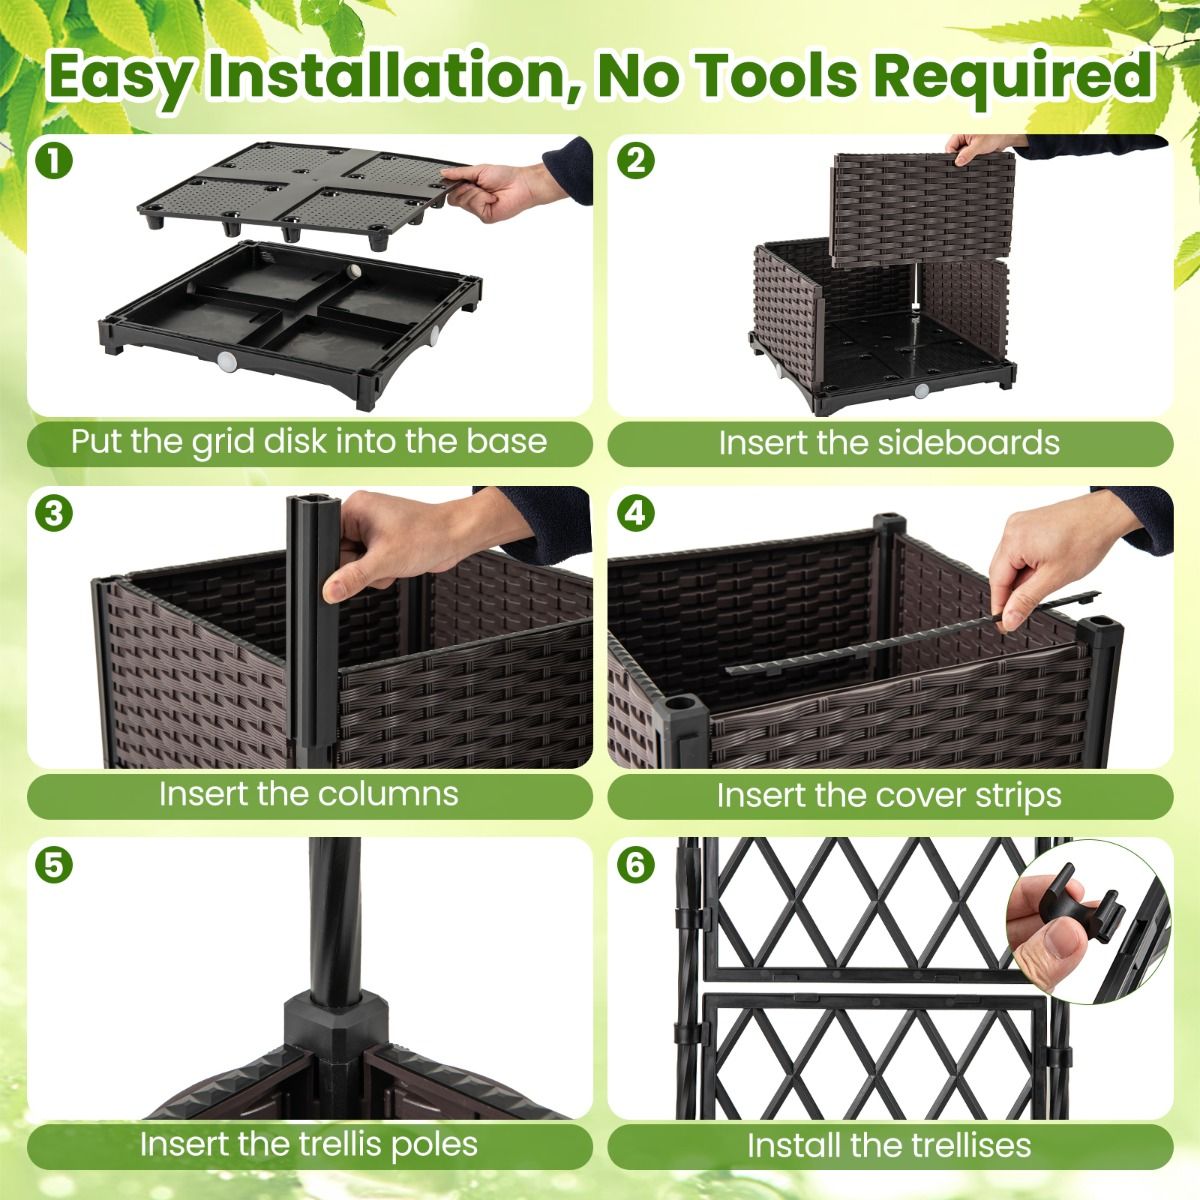 Easy Installation, No Tools Required
1
Put the grid disk into the base
2
Insert the sideboards
3
Insert the columns
4
Insert the cover strips
5
Insert the trellis poles
6
Install the trellises